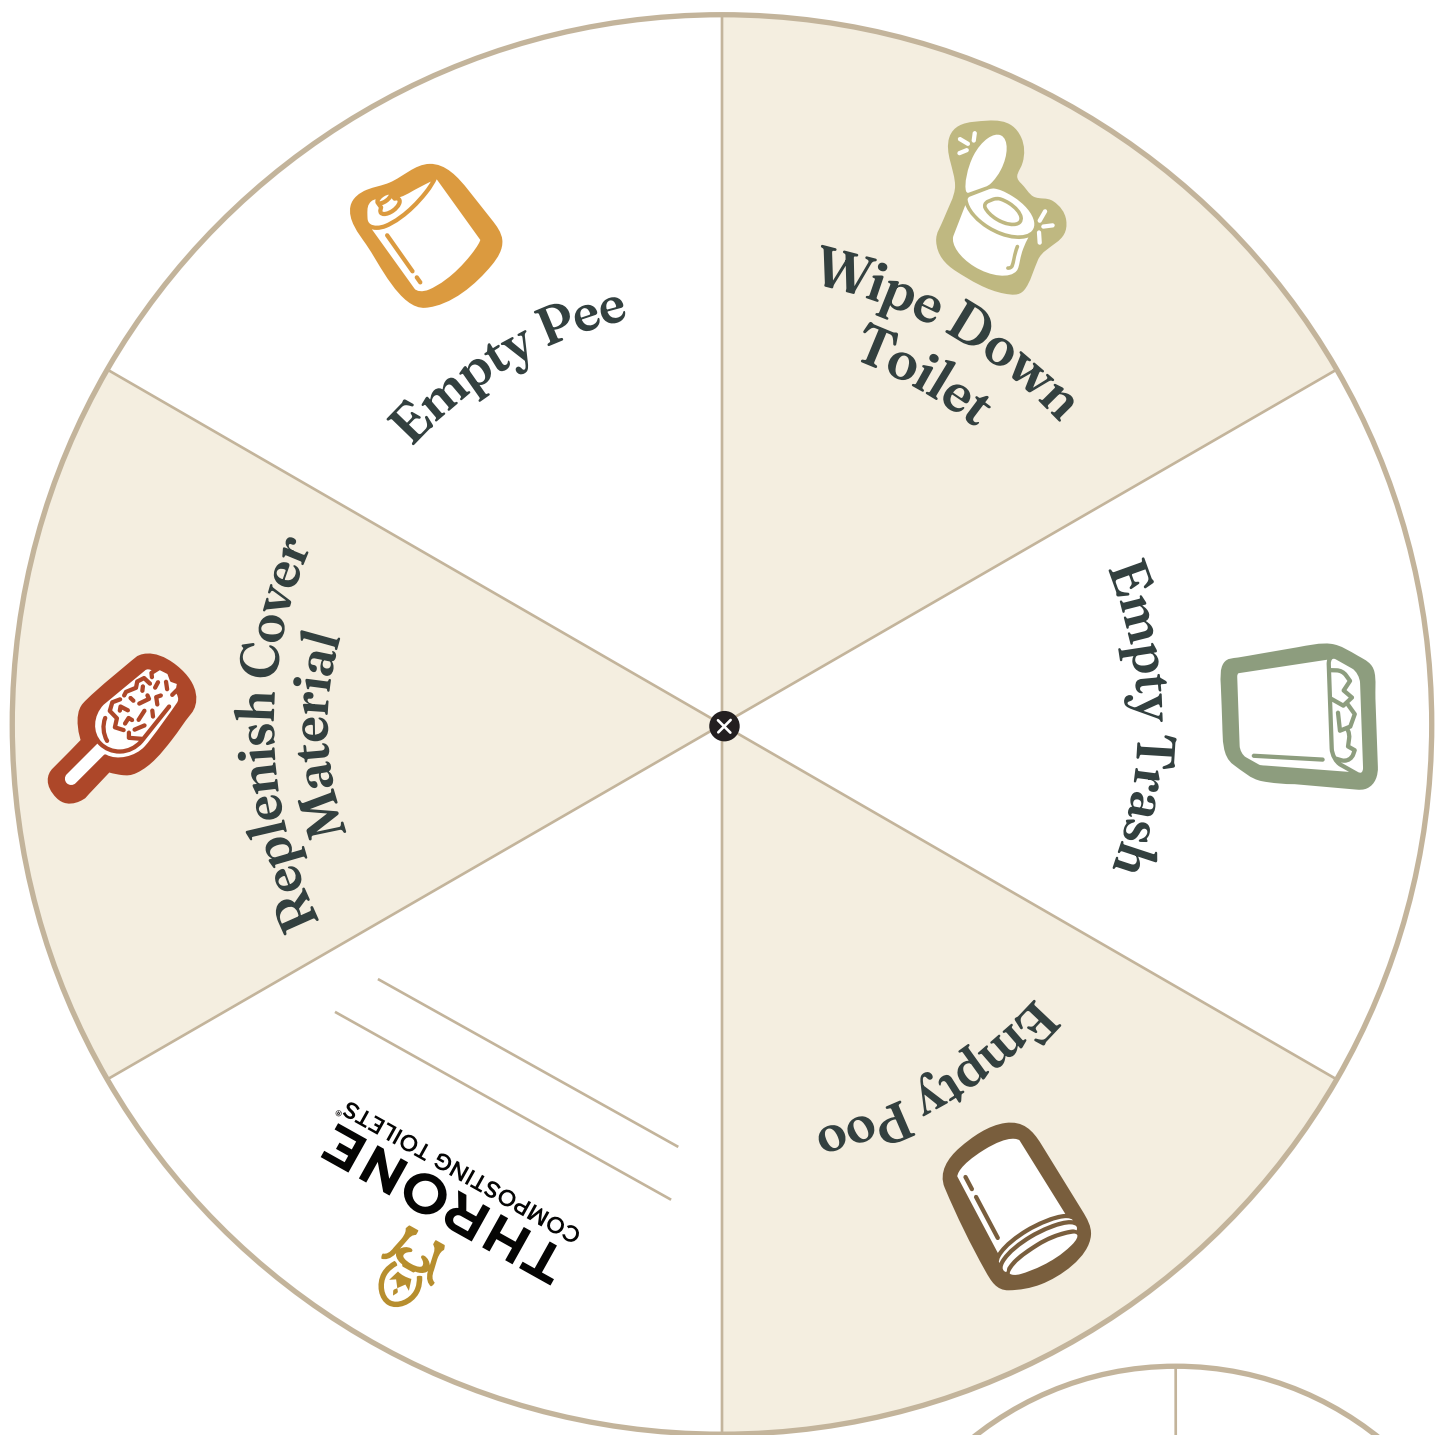 Wipe Down
Toilet
Empty Trash
Empty Poo
THRONE
COMPOSTING TOILETS®
Replenish Cover
Material
Empty Pee